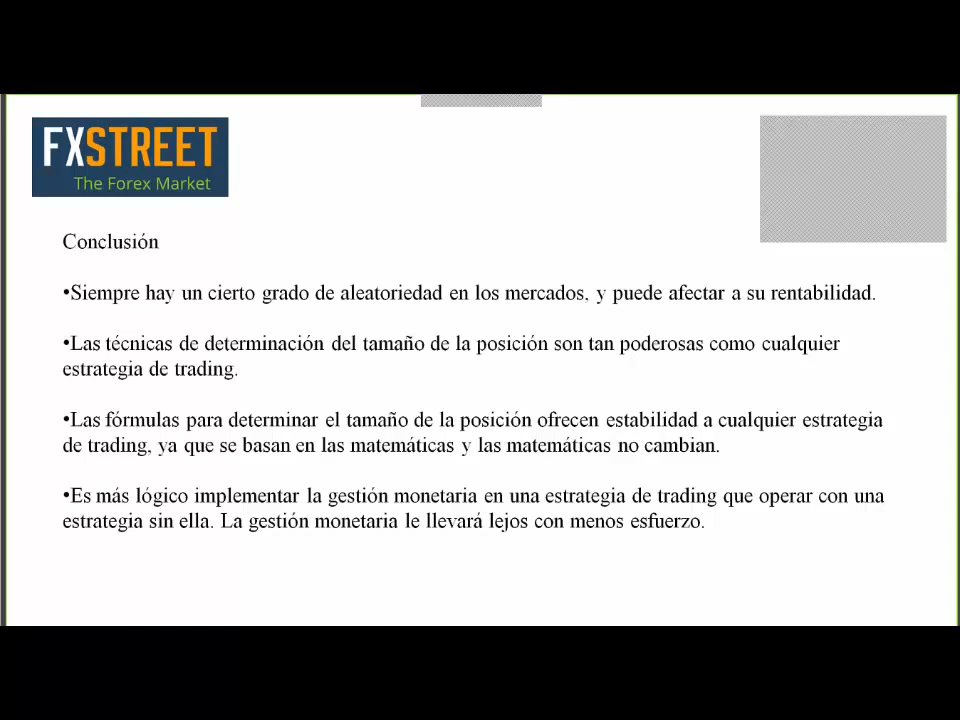 FXSTREET
The Forex Market
Conclusión
•Siempre hay un cierto grado de aleatoriedad en los mercados, y puede afectar a su rentabilidad.
•Las técnicas de determinación del tamaño de la posición son tan poderosas como cualquier
estrategia de trading.
•Las fórmulas para determinar el tamaño de la posición ofrecen estabilidad a cualquier estrategia
de trading, ya que se basan en las matemáticas y las matemáticas no cambian.
•Es más lógico implementar la gestión monetaria en una estrategia de trading que operar con una
estrategia sin ella. La gestión monetaria le llevará lejos con menos esfuerzo.